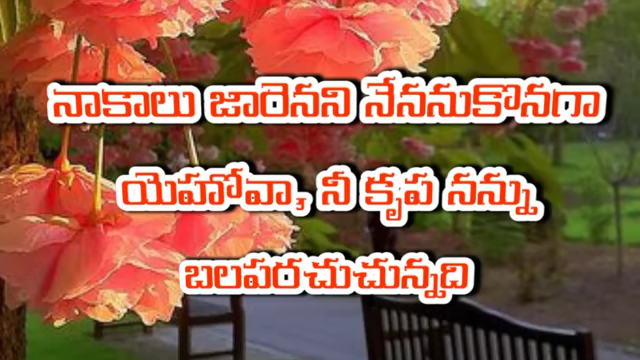 నాకాలు జారెనని నేననుకొనగా
యెహోవా, నీ కృప నన్ను
బలపరచుచున్నది